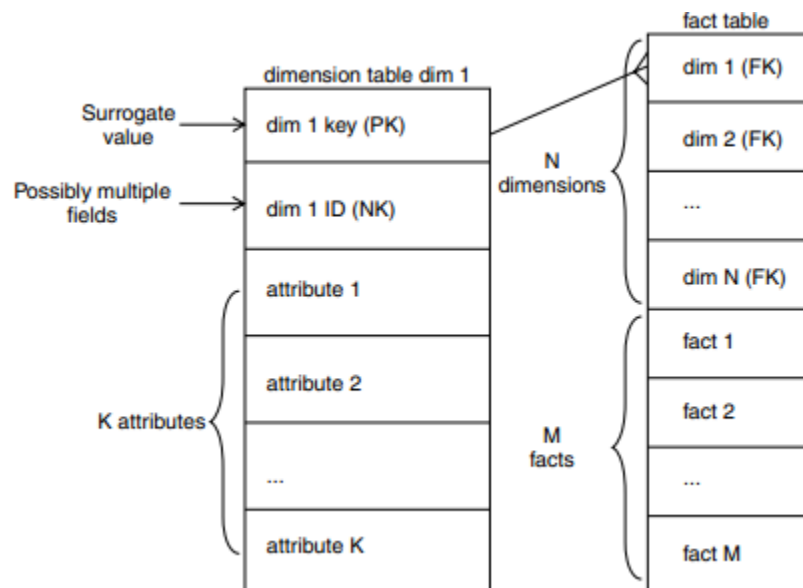 fact table
dimension table dim 1
Surrogate
value
dim 1 key (PK)
Possibly multiple
fields
dim 1 ID (NK)
attribute 1
attribute 2
...
attribute K
K attributes
N
dimensions
dim 1 (FK)
dim 2 (FK)
...
dim N (FK)
M
facts
fact 1
fact 2
...
fact M